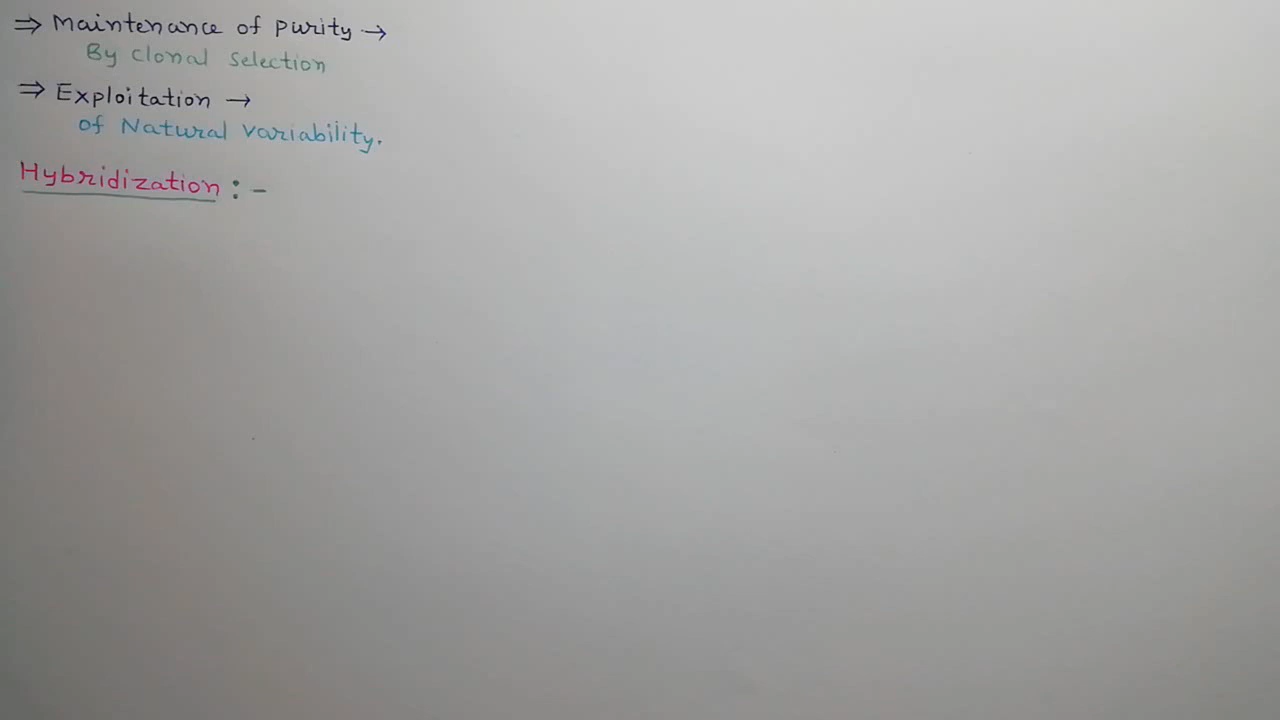 ⇒ Maintenance of purity →
By clonal selection
⇒ Exploitation →
of Natural variability.
Hybridization : -